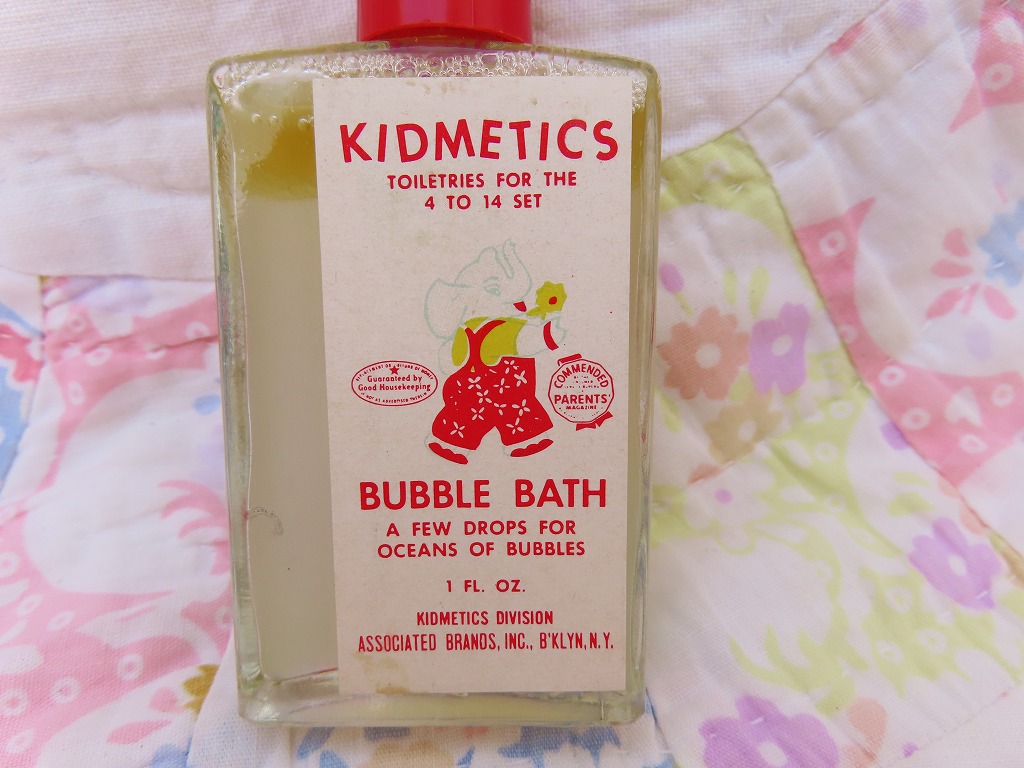 KIDMETICS
TOILETRIES FOR THE
4 TO 14 SET
Guaranteed by
Good Housekeeping
COMMENDED
PARENTS'
MAGAZINE
BUBBLE BATH
A FEW DROPS FOR
OCEANS OF BUBBLES
1 FL. OZ.
KIDMETICS DIVISION
ASSOCIATED BRANDS, INC., B'KLYN, N.Y.